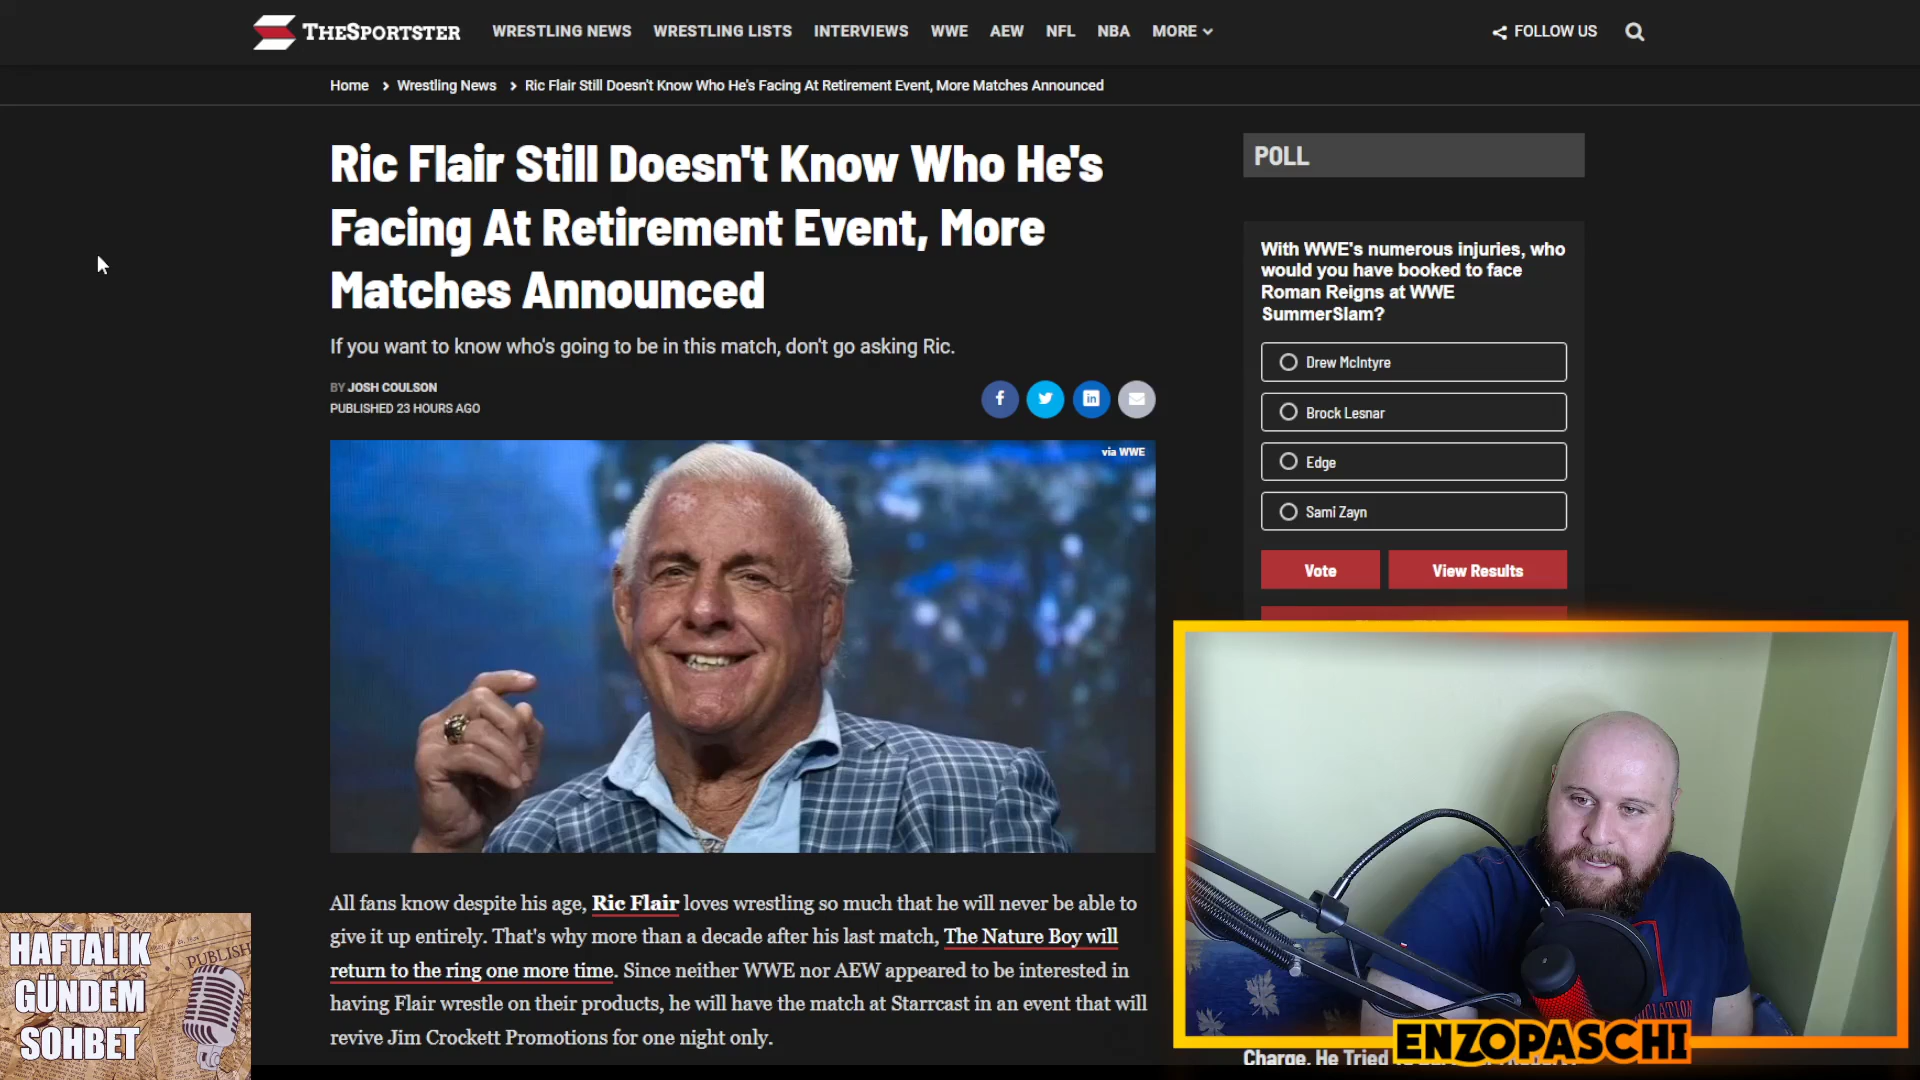 THESPORTSTER
WRESTLING NEWS WRESTLING LISTS INTERVIEWS WWE AEW NFL NBA MORE
FOLLOW US
Home > Wrestling News > Ric Flair Still Doesn't Know Who He's Facing At Retirement Event, More Matches Announced
Ric Flair Still Doesn't Know Who He's
Facing At Retirement Event, More
Matches Announced
If you want to know who's going to be in this match, don't go asking Ric.
BY JOSH COULSON
PUBLISHED 23 HOURS AGO
via WWE
All fans know despite his age, Ric Flair loves wrestling so much that he will never be able to
give it up entirely. That's why more than a decade after his last match, The Nature Boy will
return to the ring one more time. Since neither WWE nor AEW appeared to be interested in
having Flair wrestle on their products, he will have the match at Starrcast in an event that will
revive Jim Crockett Promotions for one night only.
POLL
With WWE's numerous injuries, who
would you have booked to face
Roman Reigns at WWE
SummerSlam?
Drew McIntyre
Brock Lesnar
Edge
Sami Zayn
Vote
View Results
Charge, He Tried
ENZOPASCHI
HAFTALIK
GÜNDEM
SOHBET
PUBLISH